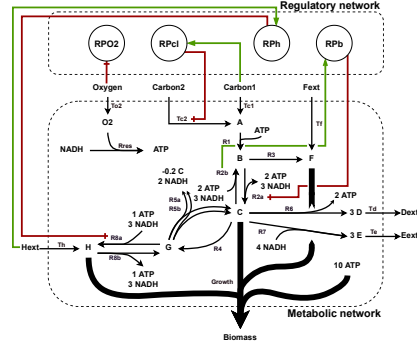 Regulatory network
RPO2 RPcl RPh RPb
Oxygen Carbon2 Carbon1 Fext
To2 Tc2 Tc1 Tf
O2 A
Rres R1 ATP
NADH ATP
B R3 F
-0.2 C
2 NADH
2 ATP
3 NADH
R2b
R2a
2 ATP
3 NADH
R5a
R5b
C R6 2 ATP
3 D Td Dext
1 ATP
3 NADH
R7
4 NADH
3 E Te Eext
Hext Th H R8a G R4
R8b
1 ATP
3 NADH
Growth
10 ATP
Metabolic network
Biomass